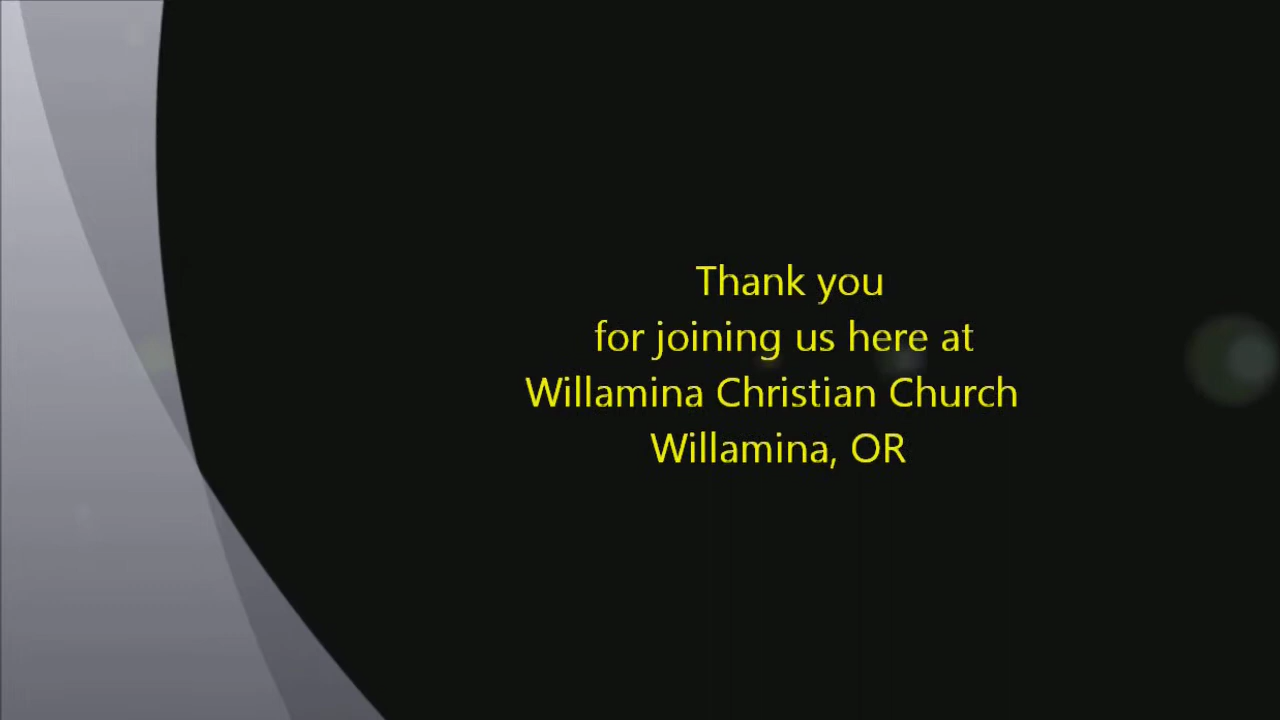 Thank you
for joining us here at
Willamina Christian Church
Willamina, OR